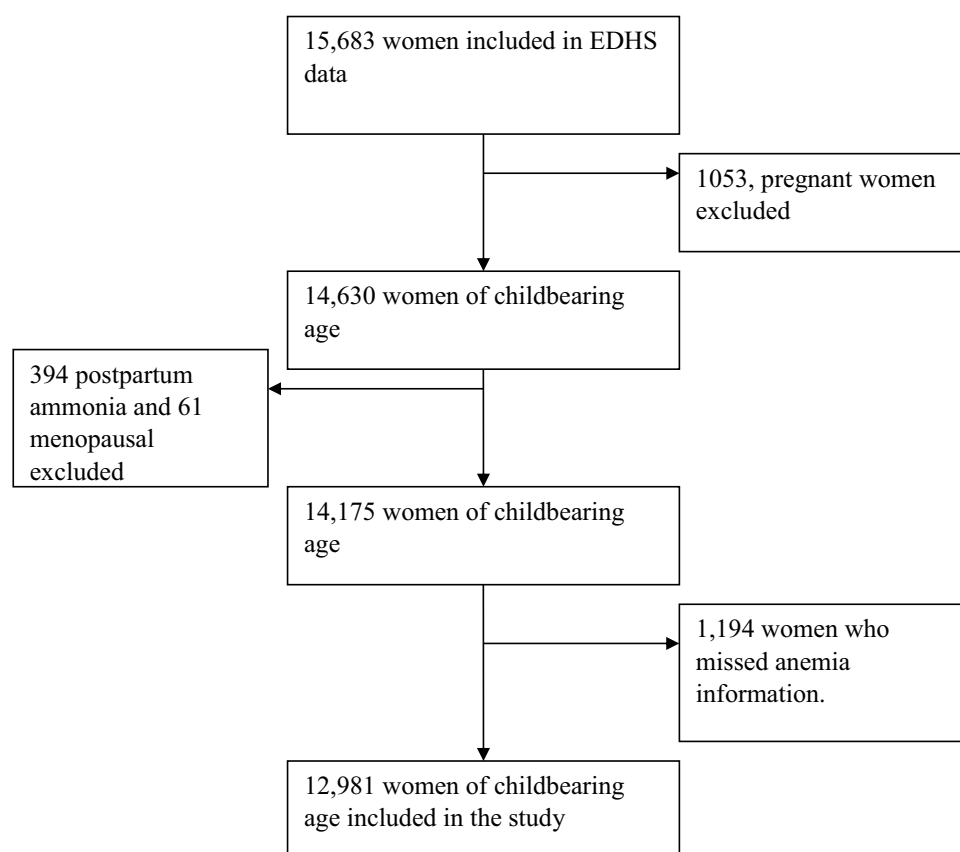 15,683 women included in EDHS
data
1053, pregnant women
excluded
14,630 women of childbearing
age
394 postpartum
ammonia and 61
menopausal
excluded
14,175 women of childbearing
age
1,194 women who
missed anemia
information.
12,981 women of childbearing
age included in the study